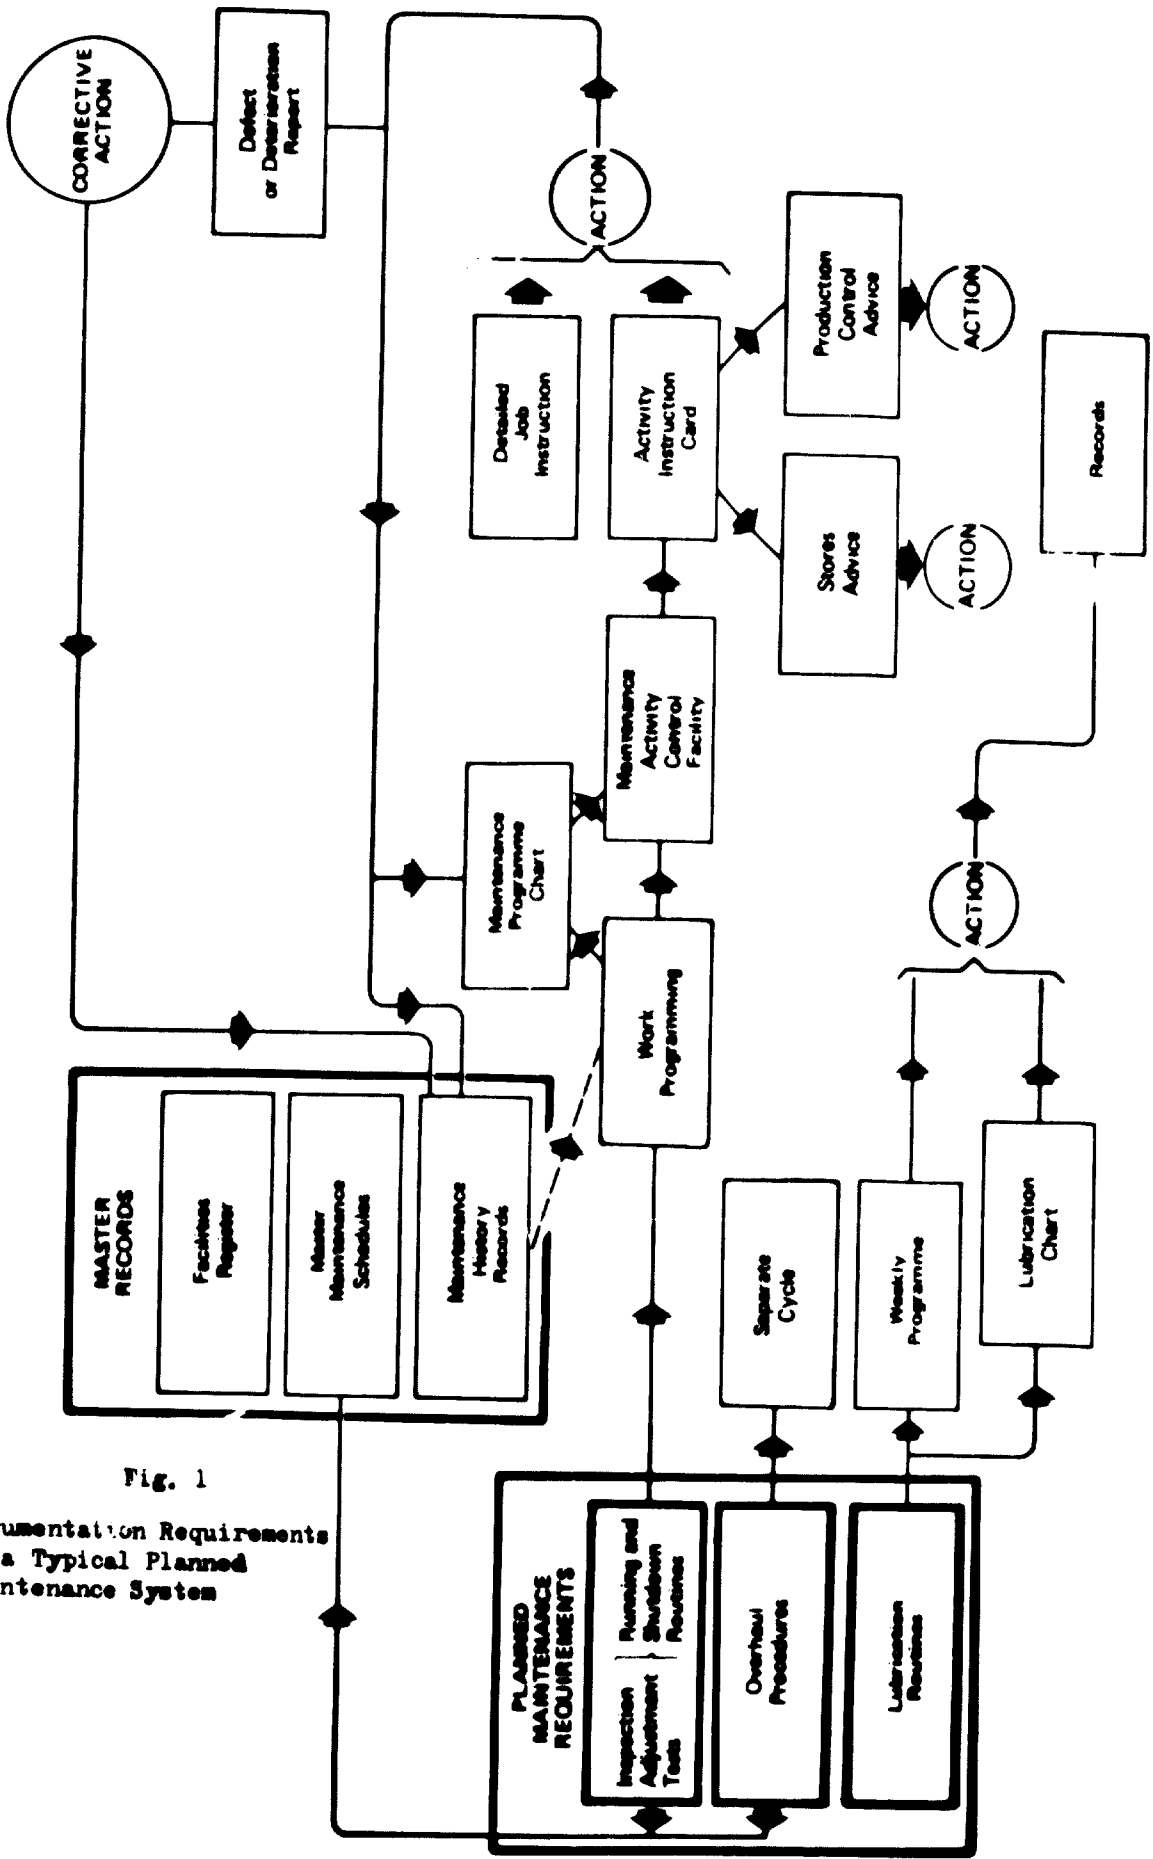 CORRECTIVE
ACTION
Defect
or Deterioration
Report
ACTION
Detailed
Job
Instruction
Activity
Instruction
Card
Production
Control
Advice
ACTION
Stores
Advice
ACTION
Records
Maintenance
Activity
Control
Facility
Maintenance
Programme
Chart
Work
Programming
ACTION
MASTER
RECORDS
Facilities
Register
Master
Maintenance
Schedules
Maintenance
History
Records
Separate
Cycle
Weekly
Programme
Lubrication
Chart
PLANNED
MAINTENANCE
REQUIREMENTS
Inspection
Adjustment
Tests
Running and
Shutdown
Routines
Overhaul
Procedures
Lubrication
Routines
Fig. 1
umentation Requirements
a Typical Planned
ntenance System